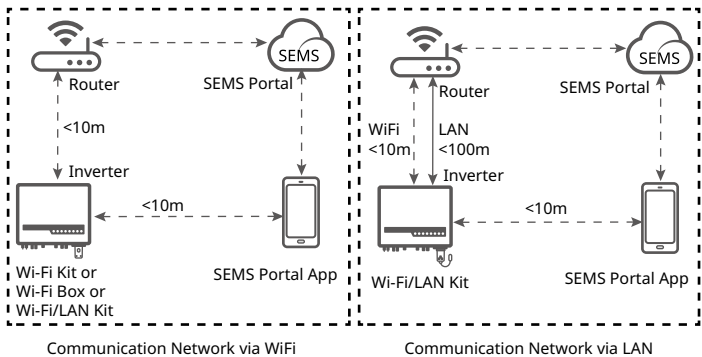 SEMS
Router
SEMS Portal
<10m
Inverter
<10m
Wi-Fi Kit or
Wi-Fi Box or
Wi-Fi/LAN Kit
SEMS Portal App
Communication Network via WiFi
SEMS
Router
SEMS Portal
WiFi
<10m
LAN
<100m
Inverter
<10m
Wi-Fi/LAN Kit
SEMS Portal App
Communication Network via LAN